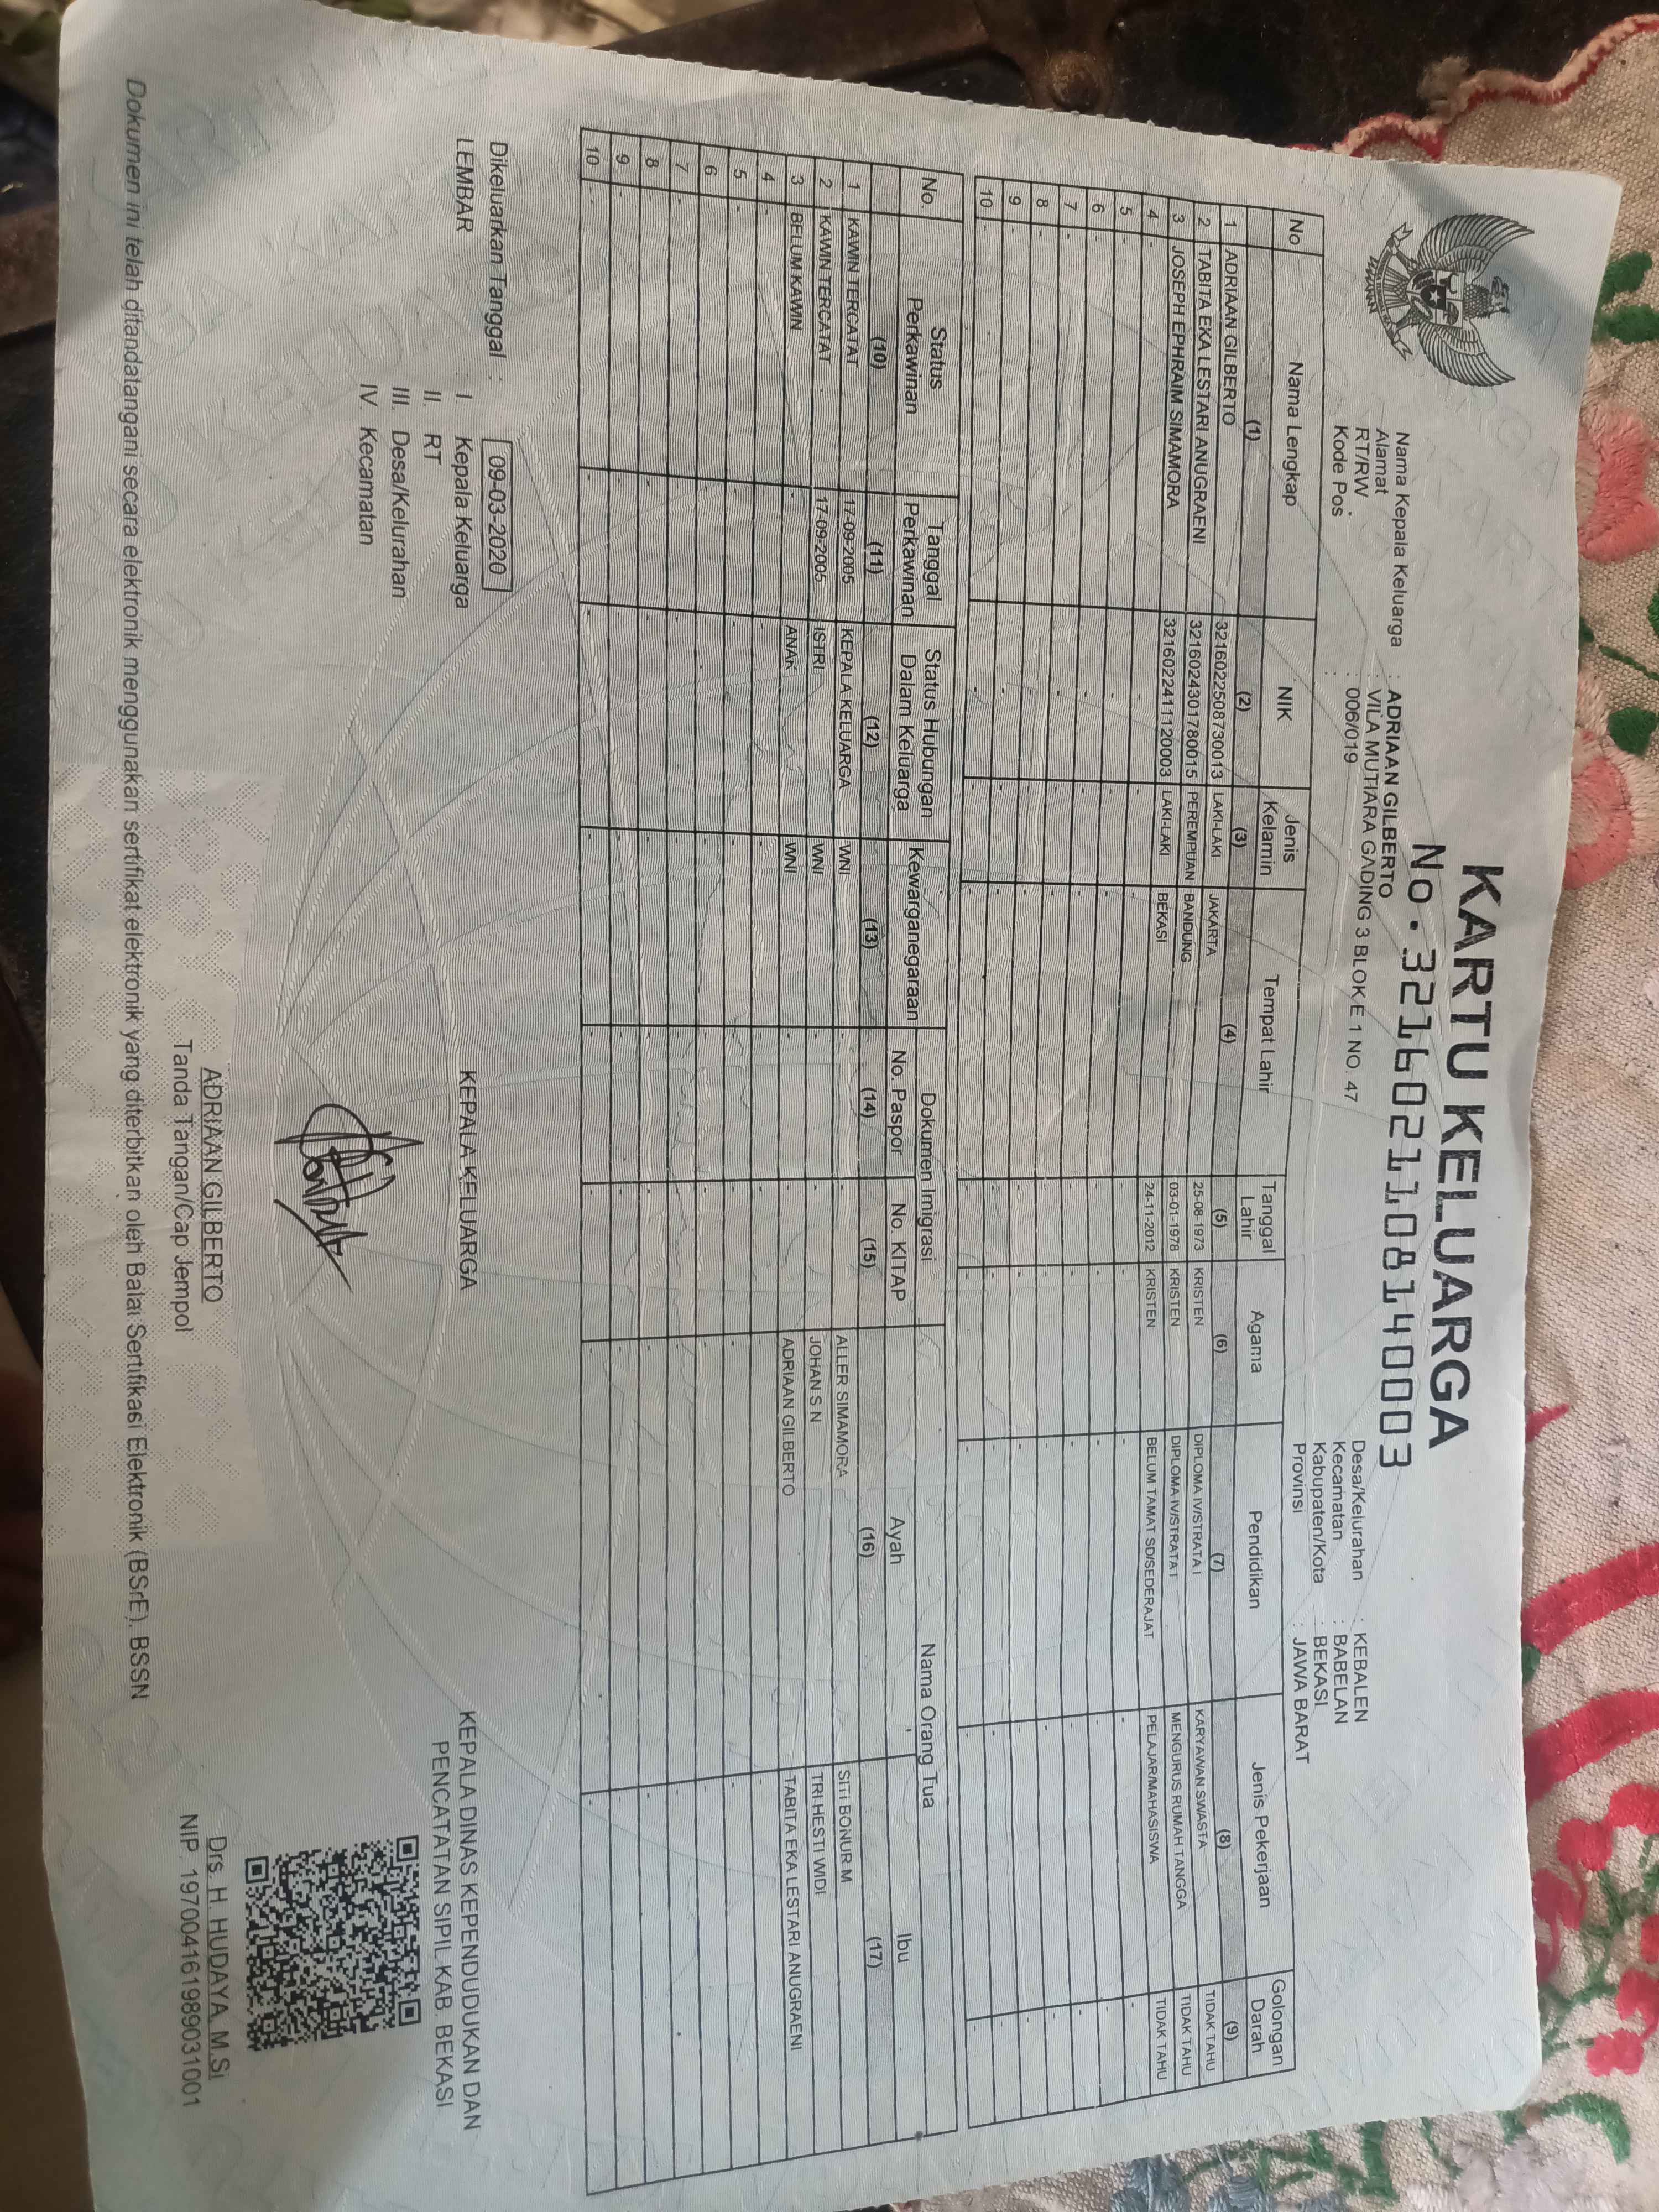 KARTU KELUARGA
No. 3216021108140003
Nama Kepala Keluarga : ADRIAAN GILBERTO
Alamat : VILA MUTIARA GADING 3 BLOK E 1 NO. 47
RT/RW : 006/019
Kode Pos :
Desa/Kelurahan : KEBALEN
Kecamatan : BABELAN
Kabupaten/Kota : BEKASI
Provinsi : JAWA BARAT
No Nama Lengkap NIK Jenis Kelamin Tempat Lahir Tanggal Lahir Agama Pendidikan Jenis Pekerjaan Golongan Darah
(1) (2) (3) (4) (5) (6) (7) (8) (9)
1 ADRIAAN GILBERTO 3216022508730013 LAKI-LAKI JAKARTA 25-08-1973 KRISTEN DIPLOMA IV/STRATA I KARYAWAN SWASTA TIDAK TAHU
2 TABITA EKA LESTARI ANUGRAENI 3216024301780015 PEREMPUAN BANDUNG 03-01-1978 KRISTEN DIPLOMA IV/STRATA I MENGURUS RUMAH TANGGA TIDAK TAHU
3 JOSEPH EPHRAIM SIMAMORA 3216022411120003 LAKI-LAKI BEKASI 24-11-2012 KRISTEN BELUM TAMAT SD/SEDERAJAT PELAJAR/MAHASISWA TIDAK TAHU
4 - - - - - - - - -
5 - - - - - - - - -
6 - - - - - - - - -
7 - - - - - - - - -
8 - - - - - - - - -
9 - - - - - - - - -
10 - - - - - - - - -
No. Status Perkawinan Tanggal Perkawinan Status Hubungan Dalam Keluarga Kewarganegaraan Dokumen Imigrasi Nama Orang Tua
No. Paspor No. KITAP Ayah Ibu
(10) (11) (12) (13) (14) (15) (16) (17)
1 KAWIN TERCATAT 17-09-2005 KEPALA KELUARGA WNI - - ALLER SIMAMORA SITI BONUR M
2 KAWIN TERCATAT 17-09-2005 ISTRI WNI - - JOHAN S N TRI HESTI WIDI
3 BELUM KAWIN - ANAK WNI - - ADRIAAN GILBERTO TABITA EKA LESTARI ANUGRAENI
4 - - - - - - - -
5 - - - - - - - -
6 - - - - - - - -
7 - - - - - - - -
8 - - - - - - - -
9 - - - - - - - -
10 - - - - - - - -
Dikeluarkan Tanggal : 09-03-2020
LEMBAR : I. Kepala Keluarga
II. RT
III. Desa/Kelurahan
IV. Kecamatan
KEPALA KELUARGA
ADRIAAN GILBERTO
Tanda Tangan/Cap Jempol
KEPALA DINAS KEPENDUDUKAN DAN
PENCATATAN SIPIL KAB. BEKASI
Drs. H. HUDAYA, M.Si
NIP. 197004161989031001
Dokumen ini telah ditandatangani secara elektronik menggunakan sertifikat elektronik yang diterbitkan oleh Balai Sertifikasi Elektronik (BSrE), BSSN